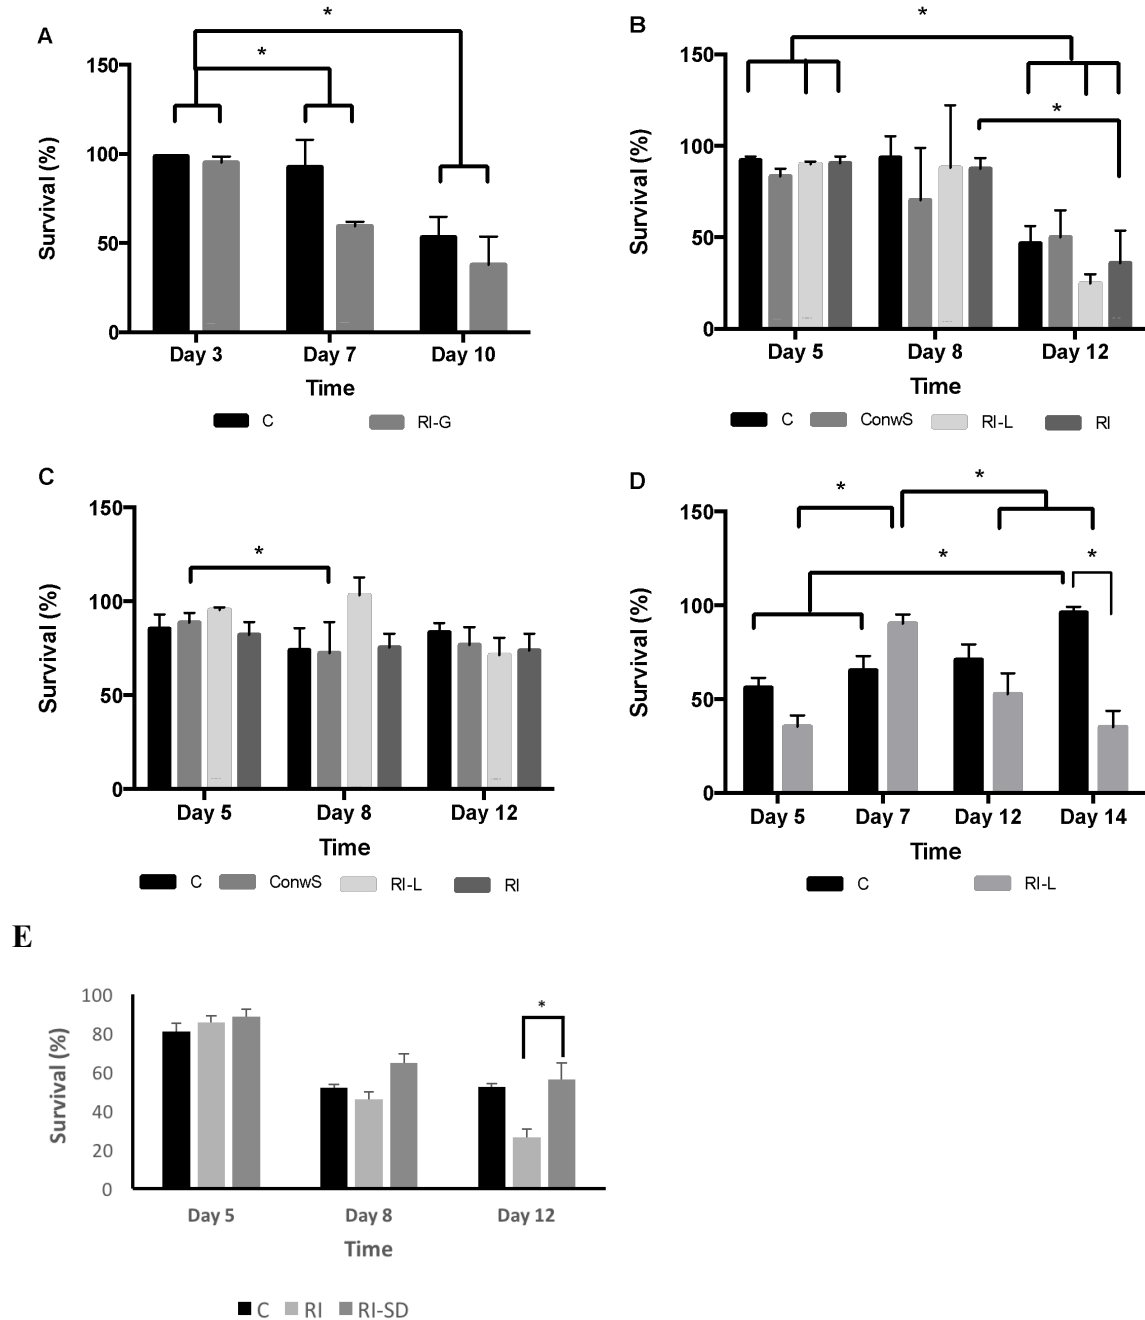 A
*
*
150
100
50
0
Survival (%)
Day 3 Day 7 Day 10
Time
C RI-G
B
*
*
150
100
50
0
Survival (%)
Day 5 Day 8 Day 12
Time
C ConwS RI-L RI
C
*
150
100
50
0
Survival (%)
Day 5 Day 8 Day 12
Time
C ConwS RI-L RI
D
*
*
*
*
150
100
50
0
Survival (%)
Day 5 Day 7 Day 12 Day 14
Time
C RI-L
E
*
100
80
60
40
20
0
Survival (%)
Day 5 Day 8 Day 12
Time
C RI RI-SD